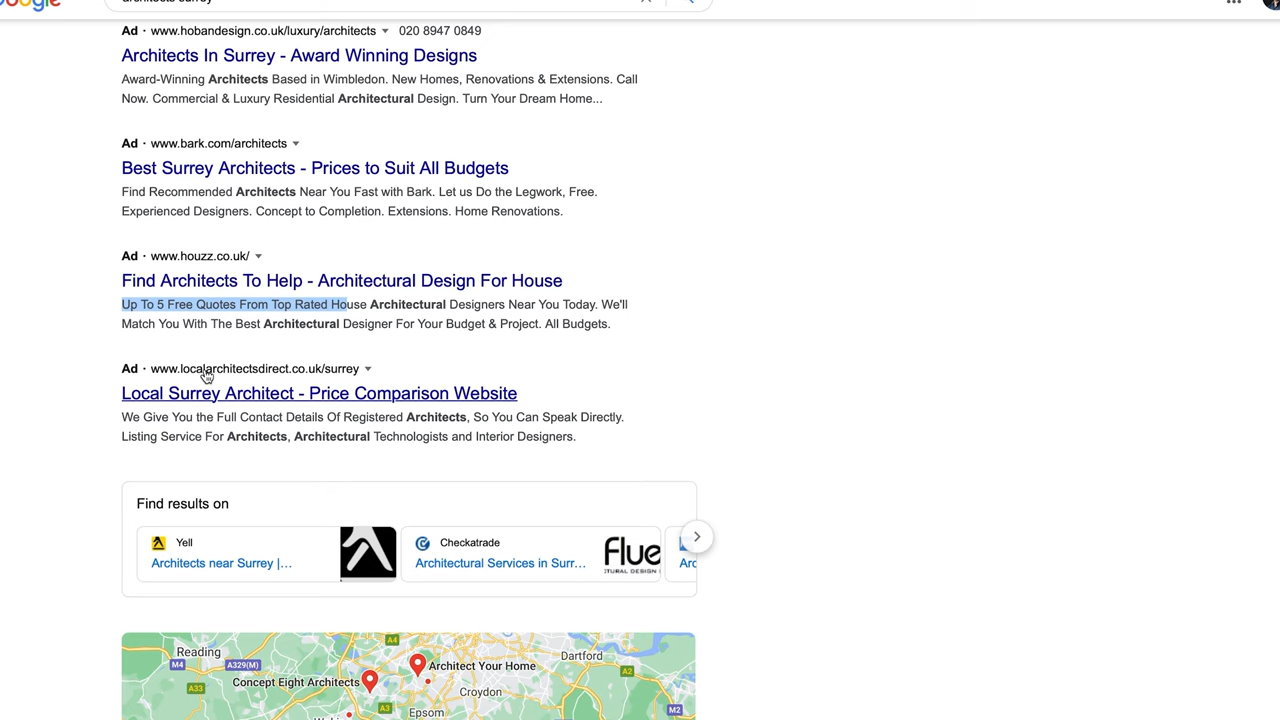 Ad · www.hobandesign.co.uk/luxury/architects 020 8947 0849
Architects In Surrey - Award Winning Designs
Award-Winning Architects Based in Wimbledon. New Homes, Renovations & Extensions. Call
Now. Commercial & Luxury Residential Architectural Design. Turn Your Dream Home...
Ad · www.bark.com/architects
Best Surrey Architects - Prices to Suit All Budgets
Find Recommended Architects Near You Fast with Bark. Let us Do the Legwork, Free.
Experienced Designers. Concept to Completion. Extensions. Home Renovations.
Ad · www.houzz.co.uk/
Find Architects To Help - Architectural Design For House
Up To 5 Free Quotes From Top Rated House Architectural Designers Near You Today. We'll
Match You With The Best Architectural Designer For Your Budget & Project. All Budgets.
Ad · www.localarchitectsdirect.co.uk/surrey
Local Surrey Architect - Price Comparison Website
We Give You the Full Contact Details Of Registered Architects, So You Can Speak Directly.
Listing Service For Architects, Architectural Technologists and Interior Designers.
Find results on
Yell
Architects near Surrey |...
Checkatrade
Architectural Services in Surr...
Flue
TURAL DESIGN
Arc
Reading
M4
A329(M)
A33
A4
Architect Your Home
Concept Eight Architects
Dartford
A2
Croydon
A3
Epsom
M2